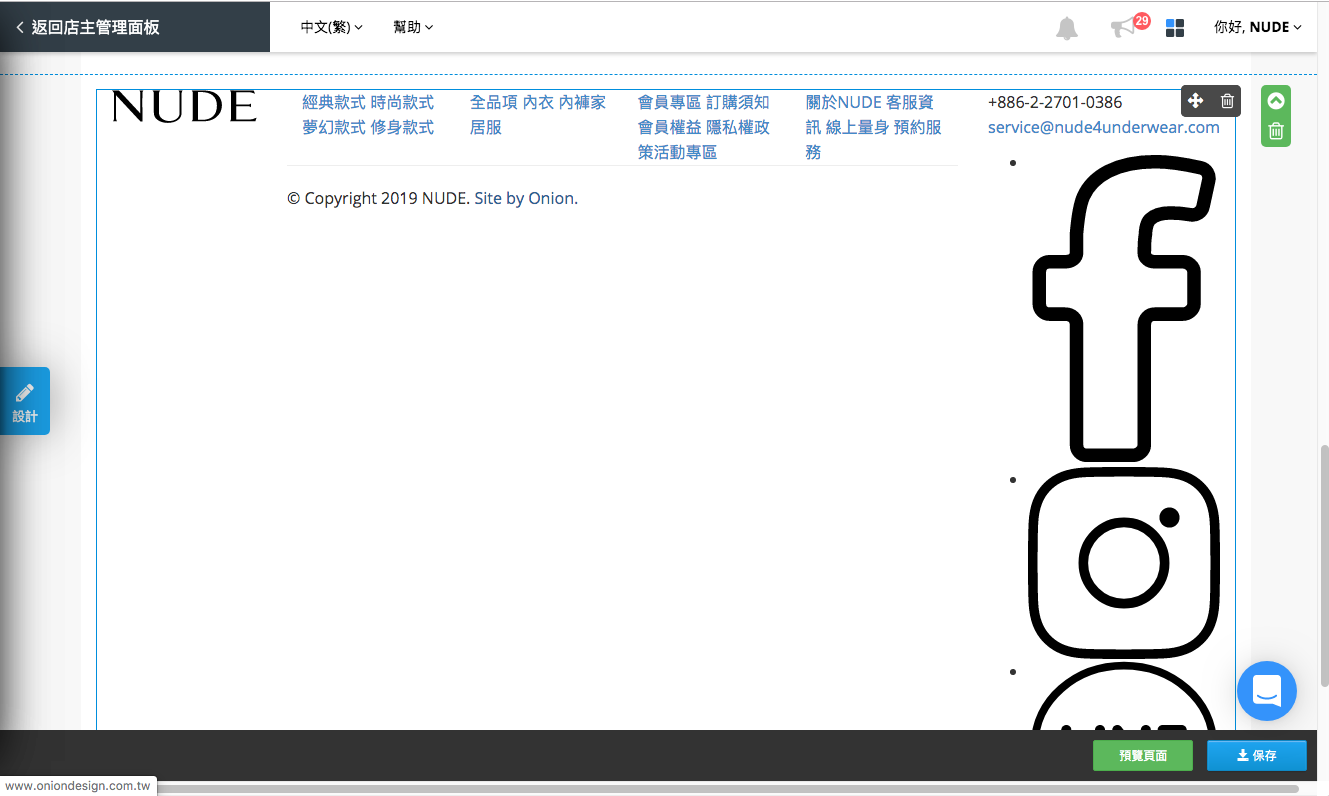 返回店主管理面板
中文(繁)
幫助
29
你好, NUDE
NUDE
經典款式 時尚款式
夢幻款式 修身款式
全品項 內衣 內褲家
居服
會員專區 訂購須知
會員權益 隱私權政
策活動專區
關於NUDE 客服資
訊 線上量身 預約服
務
+886-2-2701-0386
service@nude4underwear.com
© Copyright 2019 NUDE. Site by Onion.
設計
預覽頁面
保存
www.oniondesign.com.tw